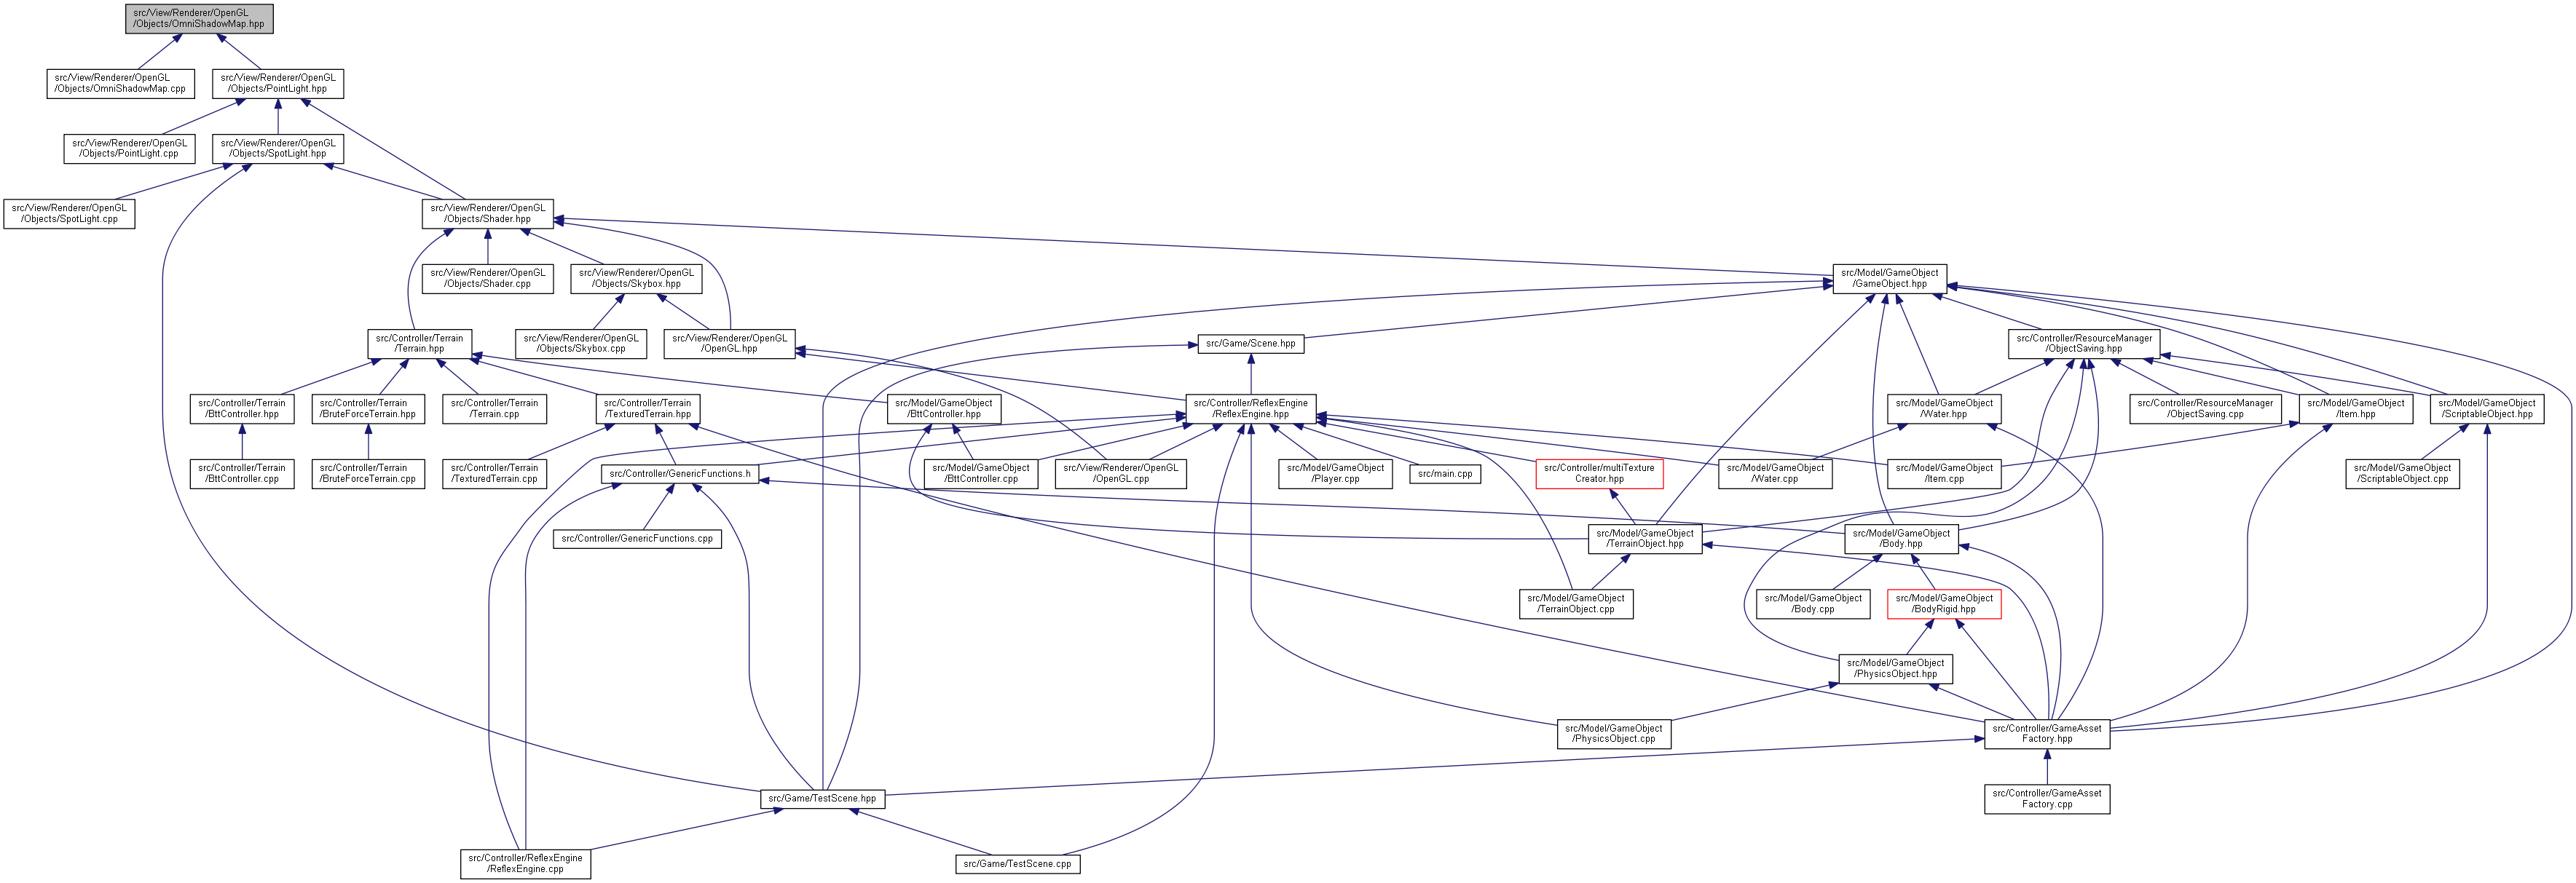 src/View/Renderer/OpenGL
/Objects/OmniShadowMap.hpp
src/View/Renderer/OpenGL
/Objects/OmniShadowMap.cpp
src/View/Renderer/OpenGL
/Objects/PointLight.hpp
src/View/Renderer/OpenGL
/Objects/PointLight.cpp
src/View/Renderer/OpenGL
/Objects/SpotLight.hpp
src/View/Renderer/OpenGL
/Objects/SpotLight.cpp
src/View/Renderer/OpenGL
/Objects/Shader.hpp
src/View/Renderer/OpenGL
/Objects/Shader.cpp
src/View/Renderer/OpenGL
/Objects/Skybox.hpp
src/Model/GameObject
/GameObject.hpp
src/Controller/Terrain
/Terrain.hpp
src/View/Renderer/OpenGL
/Objects/Skybox.cpp
src/View/Renderer/OpenGL
/OpenGL.hpp
src/Game/Scene.hpp
src/Controller/ResourceManager
/ObjectSaving.hpp
src/Controller/Terrain
/BttController.hpp
src/Controller/Terrain
/BruteForceTerrain.hpp
src/Controller/Terrain
/Terrain.cpp
src/Controller/Terrain
/TexturedTerrain.hpp
src/Model/GameObject
/BttController.hpp
src/Controller/ReflexEngine
/ReflexEngine.hpp
src/Model/GameObject
/Water.hpp
src/Controller/ResourceManager
/ObjectSaving.cpp
src/Model/GameObject
/Item.hpp
src/Model/GameObject
/ScriptableObject.hpp
src/Controller/Terrain
/BttController.cpp
src/Controller/Terrain
/BruteForceTerrain.cpp
src/Controller/Terrain
/TexturedTerrain.cpp
src/Controller/GenericFunctions.h
src/Model/GameObject
/BttController.cpp
src/View/Renderer/OpenGL
/OpenGL.cpp
src/Model/GameObject
/Player.cpp
src/main.cpp
src/Controller/multiTexture
Creator.hpp
src/Model/GameObject
/Water.cpp
src/Model/GameObject
/Item.cpp
src/Model/GameObject
/ScriptableObject.cpp
src/Controller/GenericFunctions.cpp
src/Model/GameObject
/TerrainObject.hpp
src/Model/GameObject
/Body.hpp
src/Model/GameObject
/TerrainObject.cpp
src/Model/GameObject
/Body.cpp
src/Model/GameObject
/BodyRigid.hpp
src/Model/GameObject
/PhysicsObject.hpp
src/Model/GameObject
/PhysicsObject.cpp
src/Controller/GameAsset
Factory.hpp
src/Game/TestScene.hpp
src/Controller/GameAsset
Factory.cpp
src/Controller/ReflexEngine
/ReflexEngine.cpp
src/Game/TestScene.cpp